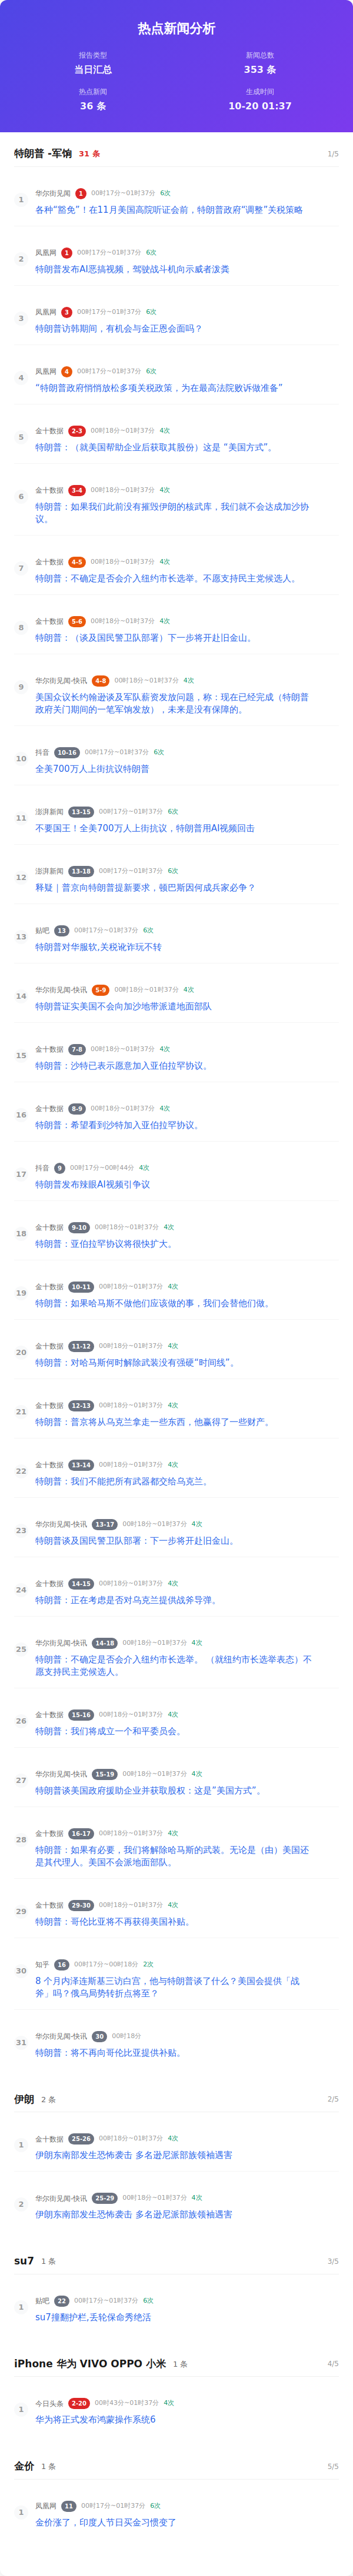 热点新闻分析
报告类型
新闻总数
当日汇总
353 条
热点新闻
生成时间
36 条
10-20 01:37
特朗普 -军饷 31 条 1/5
1
华尔街见闻 1 00时17分~01时37分 6次
各种“豁免”！在11月美国高院听证会前，特朗普政府“调整”关税政策
2
凤凰网 1 00时17分~01时37分 6次
特朗普发布AI恶搞视频，驾驶战斗机向示威者泼粪
3
凤凰网 3 00时17分~01时37分 6次
特朗普访韩期间，有机会与金正恩会面吗？
4
凤凰网 4 00时17分~01时37分 6次
“特朗普政府悄悄放松多项关税政策，为在最高法院败诉做准备”
5
金十数据 2-3 00时18分~01时37分 4次
特朗普：（就美国帮助企业后获取其股份）这是 “美国方式”。
6
金十数据 3-4 00时18分~01时37分 4次
特朗普：如果我们此前没有摧毁伊朗的核武库，我们就不会达成加沙协
议。
7
金十数据 4-5 00时18分~01时37分 4次
特朗普：不确定是否会介入纽约市长选举。不愿支持民主党候选人。
8
金十数据 5-6 00时18分~01时37分 4次
特朗普：（谈及国民警卫队部署）下一步将开赴旧金山。
9
华尔街见闻-快讯 4-8 00时18分~01时37分 4次
美国众议长约翰逊谈及军队薪资发放问题，称：现在已经完成（特朗普
政府关门期间的一笔军饷发放），未来是没有保障的。
10
抖音 10-16 00时17分~01时37分 6次
全美700万人上街抗议特朗普
11
澎湃新闻 13-15 00时17分~01时37分 6次
不要国王！全美700万人上街抗议，特朗普用AI视频回击
12
澎湃新闻 13-18 00时17分~01时37分 6次
释疑｜普京向特朗普提新要求，顿巴斯因何成兵家必争？
13
贴吧 13 00时17分~01时37分 6次
特朗普对华服软,关税讹诈玩不转
14
华尔街见闻-快讯 5-9 00时18分~01时37分 4次
特朗普证实美国不会向加沙地带派遣地面部队
15
金十数据 7-8 00时18分~01时37分 4次
特朗普：沙特已表示愿意加入亚伯拉罕协议。
16
金十数据 8-9 00时18分~01时37分 4次
特朗普：希望看到沙特加入亚伯拉罕协议。
17
抖音 9 00时17分~00时44分 4次
特朗普发布辣眼AI视频引争议
18
金十数据 9-10 00时18分~01时37分 4次
特朗普：亚伯拉罕协议将很快扩大。
19
金十数据 10-11 00时18分~01时37分 4次
特朗普：如果哈马斯不做他们应该做的事，我们会替他们做。
20
金十数据 11-12 00时18分~01时37分 4次
特朗普：对哈马斯何时解除武装没有强硬“时间线”。
21
金十数据 12-13 00时18分~01时37分 4次
特朗普：普京将从乌克兰拿走一些东西，他赢得了一些财产。
22
金十数据 13-14 00时18分~01时37分 4次
特朗普：我们不能把所有武器都交给乌克兰。
23
华尔街见闻-快讯 13-17 00时18分~01时37分 4次
特朗普谈及国民警卫队部署：下一步将开赴旧金山。
24
金十数据 14-15 00时18分~01时37分 4次
特朗普：正在考虑是否对乌克兰提供战斧导弹。
25
华尔街见闻-快讯 14-18 00时18分~01时37分 4次
特朗普：不确定是否会介入纽约市长选举。 （就纽约市长选举表态）不
愿支持民主党候选人。
26
金十数据 15-16 00时18分~01时37分 4次
特朗普：我们将成立一个和平委员会。
27
华尔街见闻-快讯 15-19 00时18分~01时37分 4次
特朗普谈美国政府援助企业并获取股权：这是“美国方式”。
28
金十数据 16-17 00时18分~01时37分 4次
特朗普：如果有必要，我们将解除哈马斯的武装。无论是（由）美国还
是其代理人。美国不会派地面部队。
29
金十数据 29-30 00时18分~01时37分 4次
特朗普：哥伦比亚将不再获得美国补贴。
30
知乎 16 00时17分~00时18分 2次
8 个月内泽连斯基三访白宫，他与特朗普谈了什么？美国会提供「战
斧」吗？俄乌局势转折点将至？
31
华尔街见闻-快讯 30 00时18分
特朗普：将不再向哥伦比亚提供补贴。
伊朗 2 条 2/5
1
金十数据 25-26 00时18分~01时37分 4次
伊朗东南部发生恐怖袭击 多名逊尼派部族领袖遇害
2
华尔街见闻-快讯 25-29 00时18分~01时37分 4次
伊朗东南部发生恐怖袭击 多名逊尼派部族领袖遇害
su7 1 条 3/5
1
贴吧 22 00时17分~01时37分 6次
su7撞翻护栏,丢轮保命秀绝活
iPhone 华为 VIVO OPPO 小米 1 条 4/5
1
今日头条 2-20 00时43分~01时37分 4次
华为将正式发布鸿蒙操作系统6
金价 1 条 5/5
1
凤凰网 11 00时17分~01时37分 6次
金价涨了，印度人节日买金习惯变了